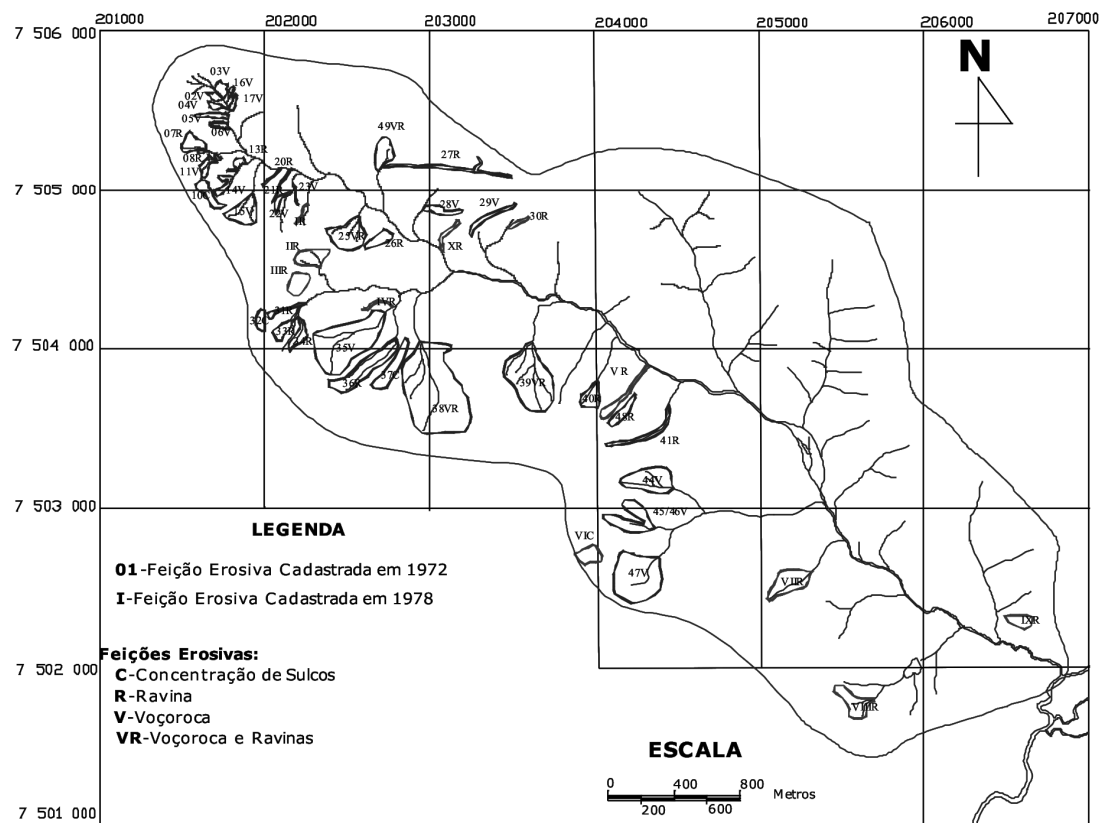 201000 202000 203000 204000 205000 206000 207000
7 506 000
N
03V
16V
02V
17V
04V
05V
06V
07R
49VR
13R
27R
08R
20R
11V
7 505 000
21R
23V
14V
28V
29V
15V
22V
30R
25VR
26R
XR
IIR
IIIR
IVR
32C
33R
7 504 000
35V
36R
37C
V R
39VR
40R
38VR
48R
41R
44V
7 503 000
45/46V
VIC
47V
VIIR
IXR
7 502 000
VIIIR
7 501 000
LEGENDA
01-Feição Erosiva Cadastrada em 1972
I-Feição Erosiva Cadastrada em 1978
Feições Erosivas:
C-Concentração de Sulcos
R-Ravina
V-Voçoroca
VR-Voçoroca e Ravinas
ESCALA
0 400 800
Metros
200 600